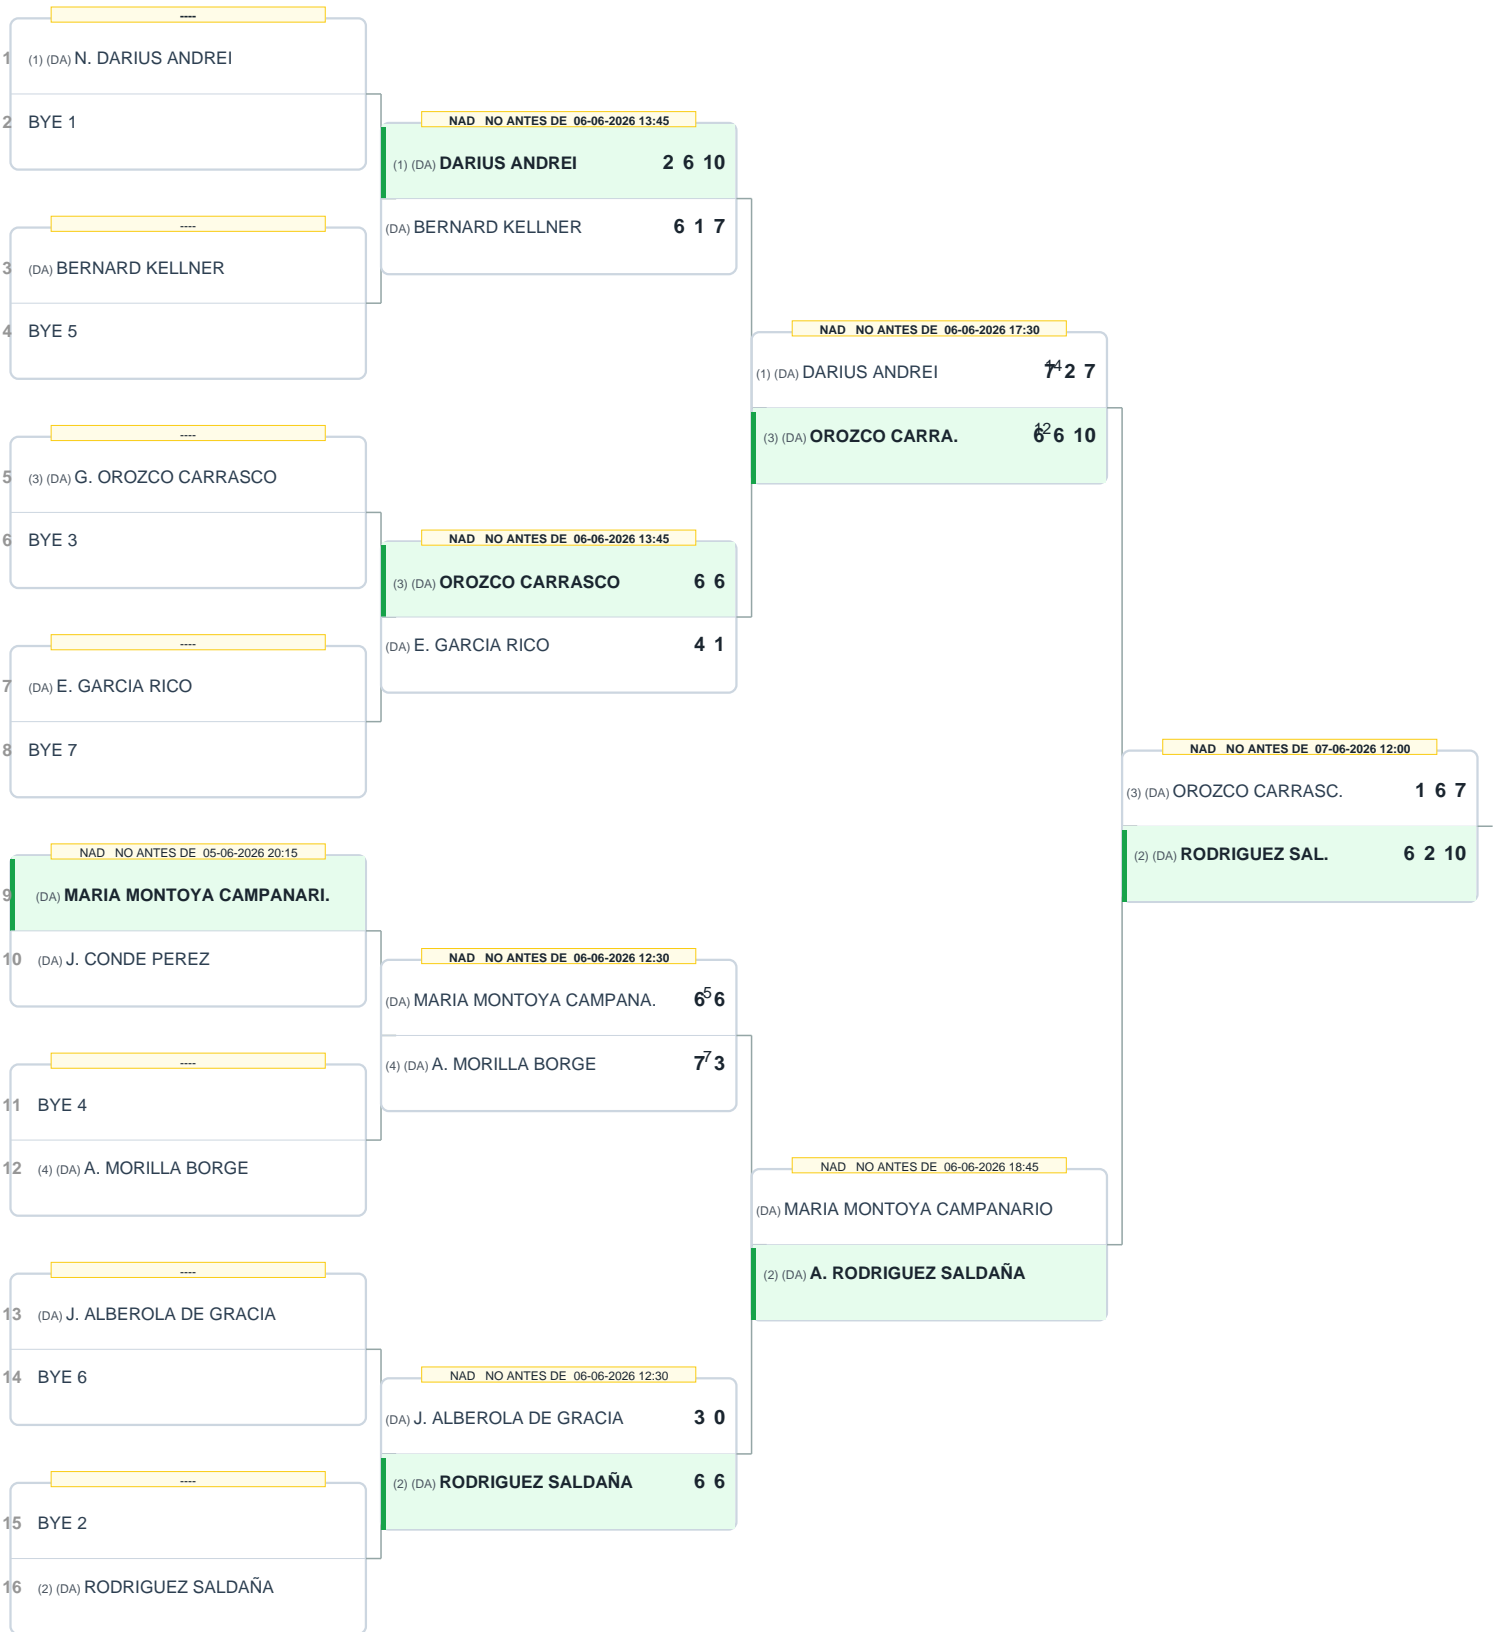 ----
1 (1) (DA) N. DARIUS ANDREI
2 BYE 1
----
3 (DA) BERNARD KELLNER
4 BYE 5
----
5 (3) (DA) G. OROZCO CARRASCO
6 BYE 3
----
7 (DA) E. GARCIA RICO
8 BYE 7
NAD NO ANTES DE 05-06-2026 20:15
9 (DA) MARIA MONTOYA CAMPANARI.
10 (DA) J. CONDE PEREZ
----
11 BYE 4
12 (4) (DA) A. MORILLA BORGE
----
13 (DA) J. ALBEROLA DE GRACIA
14 BYE 6
----
15 BYE 2
16 (2) (DA) RODRIGUEZ SALDAÑA
NAD NO ANTES DE 06-06-2026 13:45
(1) (DA) DARIUS ANDREI 2 6 10
(DA) BERNARD KELLNER 6 1 7
NAD NO ANTES DE 06-06-2026 13:45
(3) (DA) OROZCO CARRASCO 6 6
(DA) E. GARCIA RICO 4 1
NAD NO ANTES DE 06-06-2026 12:30
(DA) MARIA MONTOYA CAMPANA. 6 5 6
(4) (DA) A. MORILLA BORGE 7 7 3
NAD NO ANTES DE 06-06-2026 12:30
(DA) J. ALBEROLA DE GRACIA 3 0
(2) (DA) RODRIGUEZ SALDAÑA 6 6
NAD NO ANTES DE 06-06-2026 17:30
(1) (DA) DARIUS ANDREI 7 14 2 7
(3) (DA) OROZCO CARRA. 6 12 6 10
NAD NO ANTES DE 06-06-2026 18:45
(DA) MARIA MONTOYA CAMPANARIO
(2) (DA) A. RODRIGUEZ SALDAÑA
NAD NO ANTES DE 07-06-2026 12:00
(3) (DA) OROZCO CARRASC. 1 6 7
(2) (DA) RODRIGUEZ SAL. 6 2 10